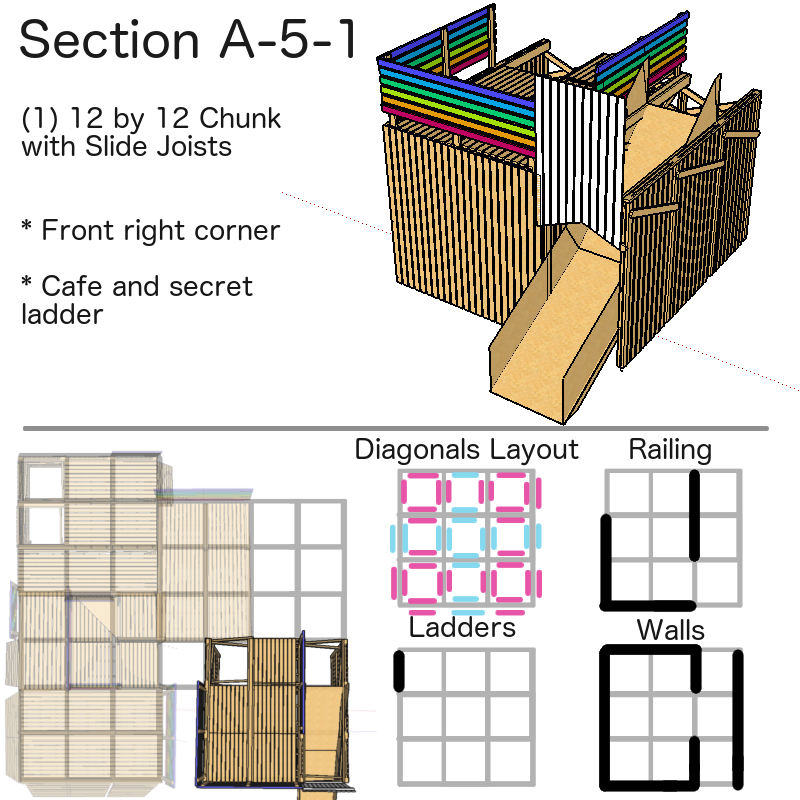 Section A-5-1
(1) 12 by 12 Chunk
with Slide Joists
* Front right corner
* Cafe and secret
ladder
Diagonals Layout
Railing
Ladders
Walls